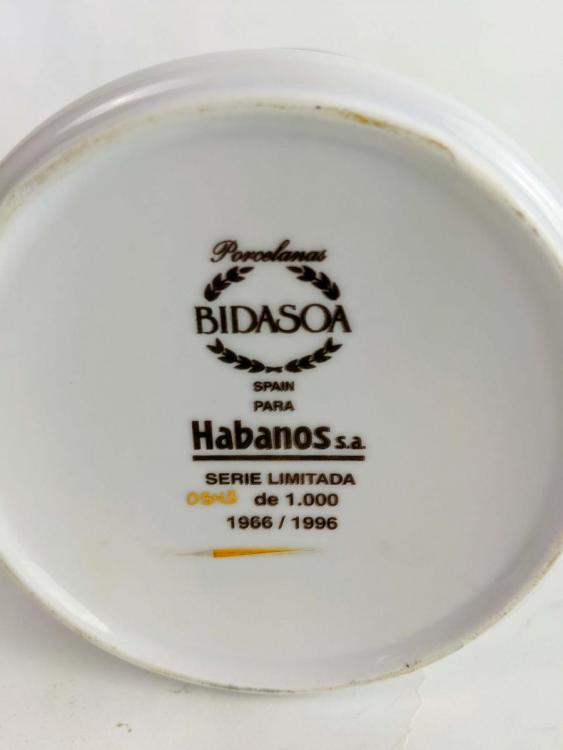 Porcelanas
BIDASOA
SPAIN
PARA
Habanos s.a.
SERIE LIMITADA
de 1.000
1966 / 1996